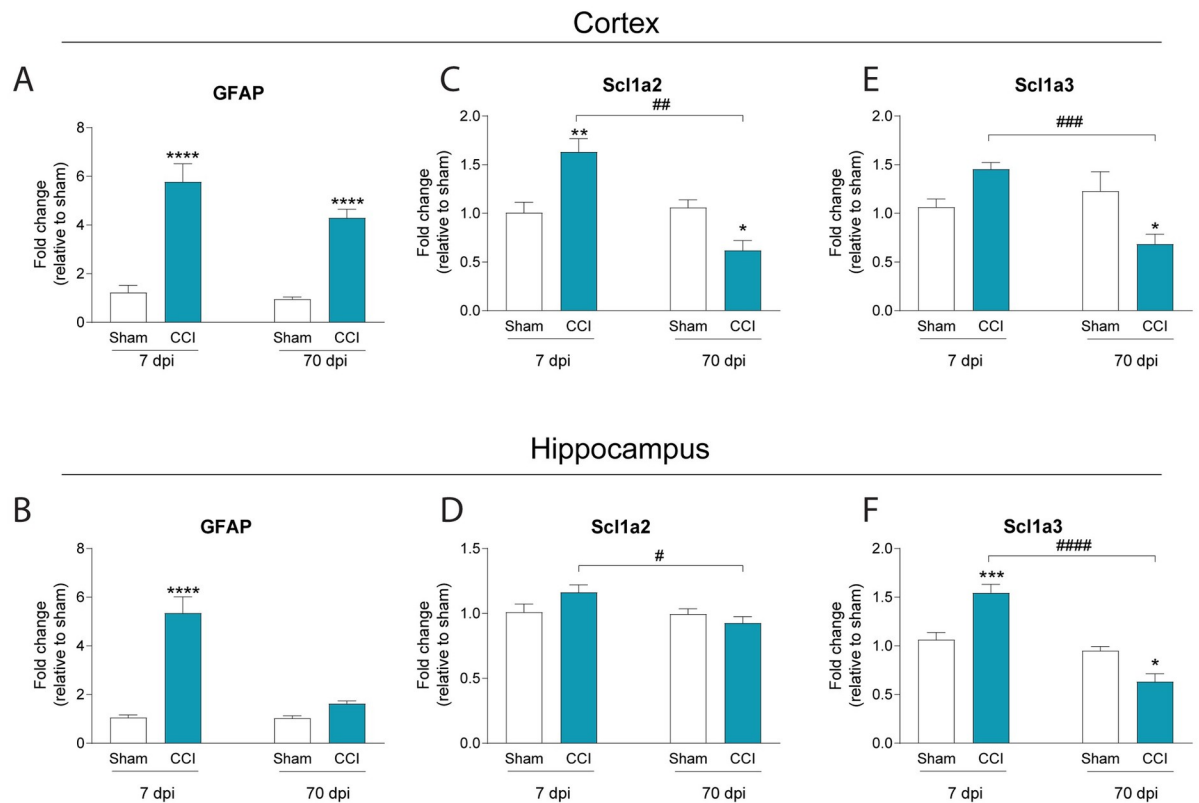 Cortex
A
GFAP
Fold change
(relative to sham)
8
6
4
2
0
****
****
Sham CCI Sham CCI
7 dpi 70 dpi
C
Scl1a2
Fold change
(relative to sham)
2.0
1.5
1.0
0.5
0.0
##
**
*
Sham CCI Sham CCI
7 dpi 70 dpi
E
Scl1a3
Fold change
(relative to sham)
2.0
1.5
1.0
0.5
0.0
###
*
Sham CCI Sham CCI
7 dpi 70 dpi
Hippocampus
B
GFAP
Fold change
(relative to sham)
8
6
4
2
0
****
Sham CCI Sham CCI
7 dpi 70 dpi
D
Scl1a2
Fold change
(relative to sham)
1.5
1.0
0.5
0.0
#
Sham CCI Sham CCI
7 dpi 70 dpi
F
Scl1a3
Fold change
(relative to sham)
2.0
1.5
1.0
0.5
0.0
####
***
*
Sham CCI Sham CCI
7 dpi 70 dpi